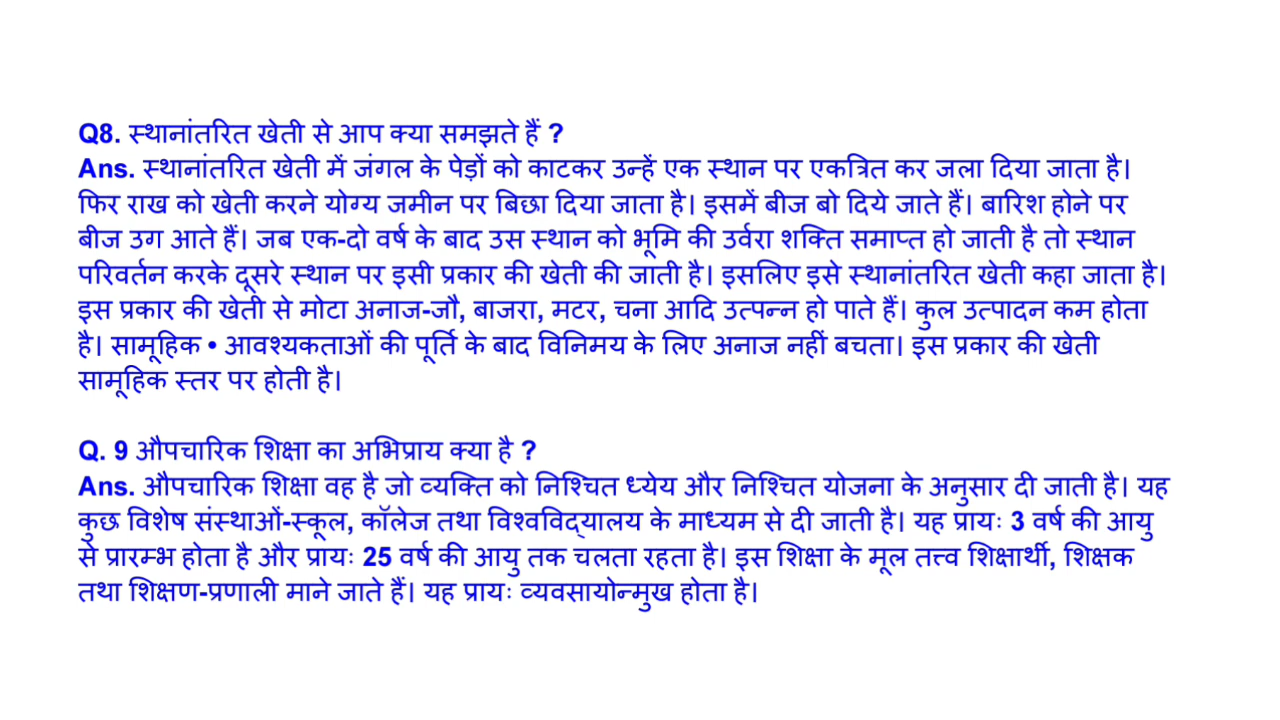 Q8. स्थानांतरित खेती से आप क्या समझते हैं ?
Ans. स्थानांतरित खेती में जंगल के पेड़ों को काटकर उन्हें एक स्थान पर एकत्रित कर जला दिया जाता है।
फिर राख को खेती करने योग्य जमीन पर बिछा दिया जाता है। इसमें बीज बो दिये जाते हैं। बारिश होने पर
बीज उग आते हैं। जब एक-दो वर्ष के बाद उस स्थान को भूमि की उर्वरा शक्ति समाप्त हो जाती है तो स्थान
परिवर्तन करके दूसरे स्थान पर इसी प्रकार की खेती की जाती है। इसलिए इसे स्थानांतरित खेती कहा जाता है।
इस प्रकार की खेती से मोटा अनाज-जौ, बाजरा, मटर, चना आदि उत्पन्न हो पाते हैं। कुल उत्पादन कम होता
है। सामूहिक • आवश्यकताओं की पूर्ति के बाद विनिमय के लिए अनाज नहीं बचता। इस प्रकार की खेती
सामूहिक स्तर पर होती है।
Q. 9 औपचारिक शिक्षा का अभिप्राय क्या है ?
Ans. औपचारिक शिक्षा वह है जो व्यक्ति को निश्चित ध्येय और निश्चित योजना के अनुसार दी जाती है। यह
कुछ विशेष संस्थाओं-स्कूल, कॉलेज तथा विश्वविद्यालय के माध्यम से दी जाती है। यह प्रायः 3 वर्ष की आयु
से प्रारम्भ होता है और प्रायः 25 वर्ष की आयु तक चलता रहता है। इस शिक्षा के मूल तत्त्व शिक्षार्थी, शिक्षक
तथा शिक्षण-प्रणाली माने जाते हैं। यह प्रायः व्यवसायोन्मुख होता है।